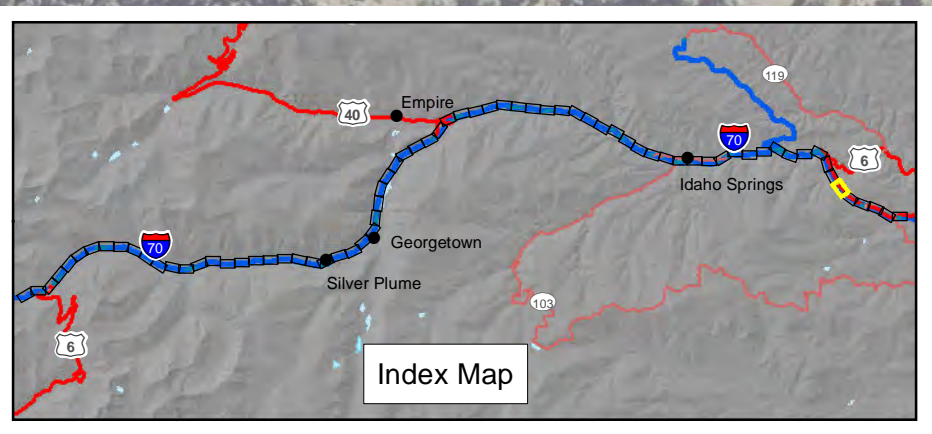 119
Empire
40
70
6
Idaho Springs
Georgetown
70
Silver Plume
103
6
Index Map